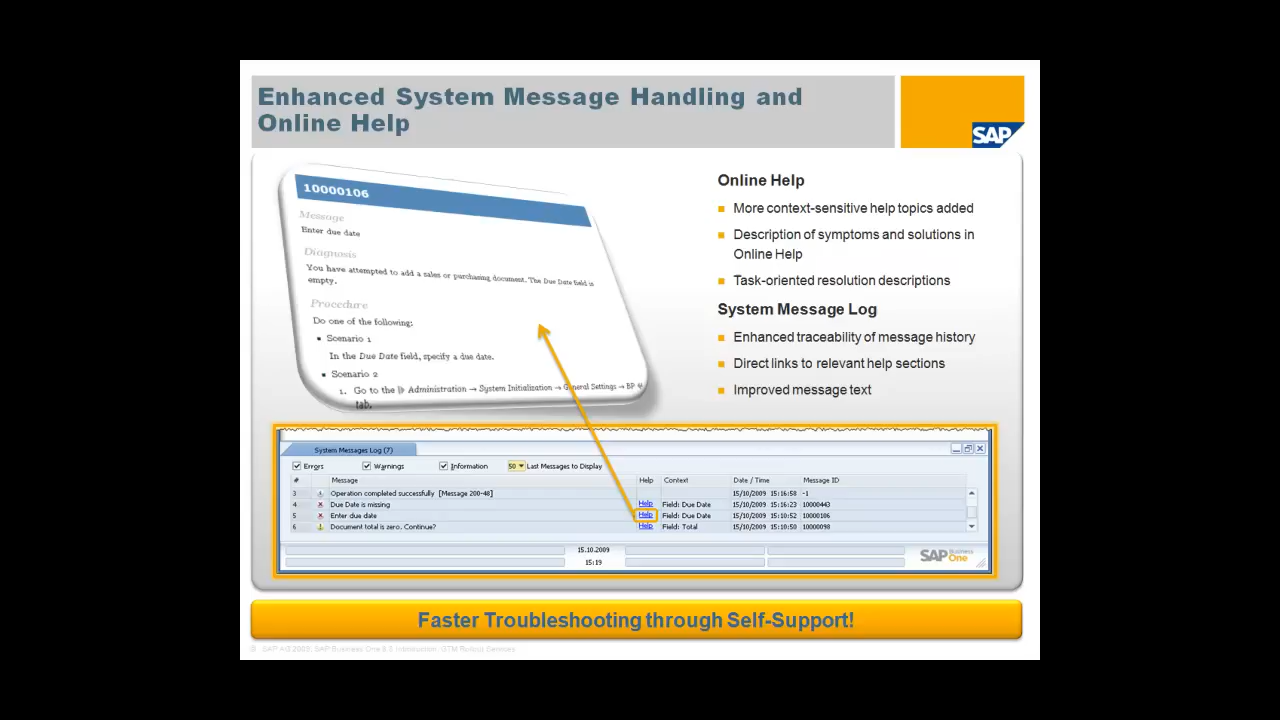 Enhanced System Message Handling and
Online Help
SAP
10000106
Message
Enter due date
Diagnosis
You have attempted to add a sales or purchasing document. The Due Date field is
empty.
Procedure
Do one of the following:
▪ Scenario 1
In the Due Date field, specify a due date.
▪ Scenario 2
1. Go to the Administration → System Initialization → General Settings → BP
tab.
Online Help
More context-sensitive help topics added
Description of symptoms and solutions in
Online Help
Task-oriented resolution descriptions
System Message Log
Enhanced traceability of message history
Direct links to relevant help sections
Improved message text
System Messages Log (7)
Errors Warnings Information 50 Last Messages to Display
# Message Help Context Date / Time Message ID
3 Operation completed successfully [Message 200-48] 15/10/2009 15:16:58 -1
4 Due Date is missing Help Field: Due Date 15/10/2009 15:16:23 10000443
5 Enter due date Help Field: Due Date 15/10/2009 15:10:52 10000106
6 Document total is zero. Continue? Help Field: Total 15/10/2009 15:10:50 10000098
15.10.2009
15:19
SAP Business One
Faster Troubleshooting through Self-Support!